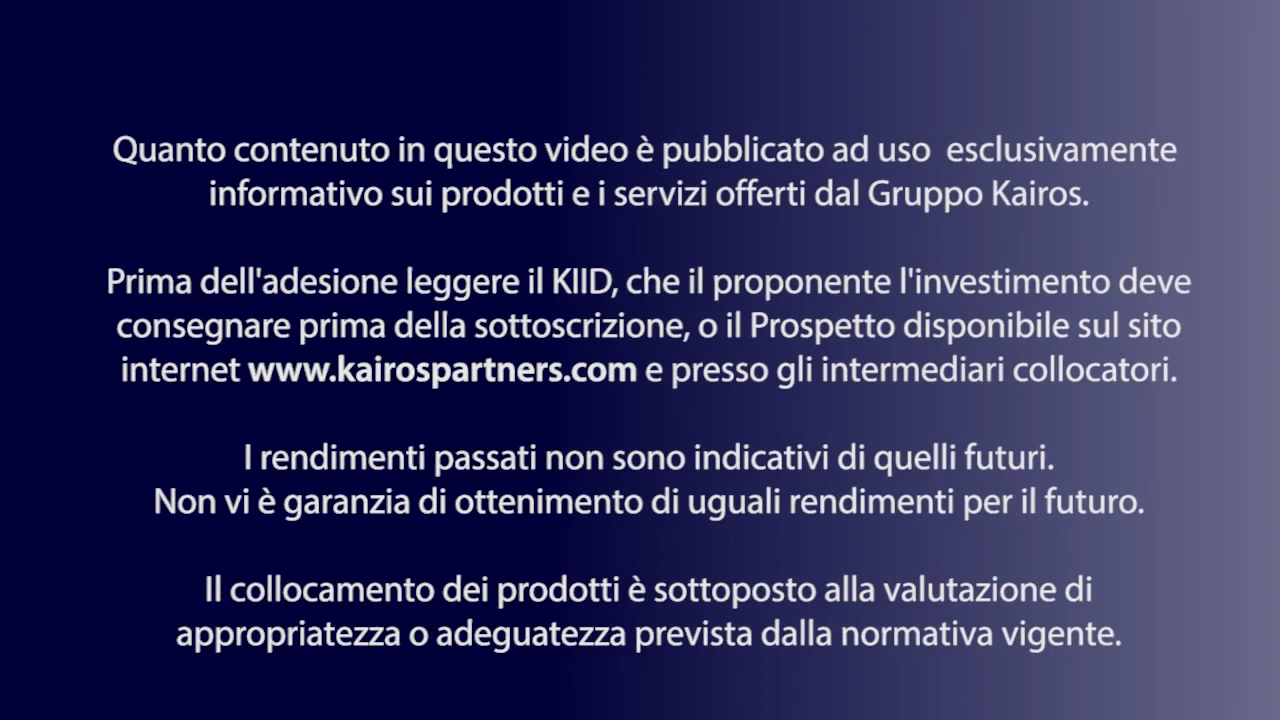 Quanto contenuto in questo video è pubblicato ad uso  esclusivamente
informativo sui prodotti e i servizi offerti dal Gruppo Kairos.
Prima dell'adesione leggere il KIID, che il proponente l'investimento deve
consegnare prima della sottoscrizione, o il Prospetto disponibile sul sito
internet www.kairospartners.com e presso gli intermediari collocatori.
I rendimenti passati non sono indicativi di quelli futuri.
Non vi è garanzia di ottenimento di uguali rendimenti per il futuro.
Il collocamento dei prodotti è sottoposto alla valutazione di
appropriatezza o adeguatezza prevista dalla normativa vigente.